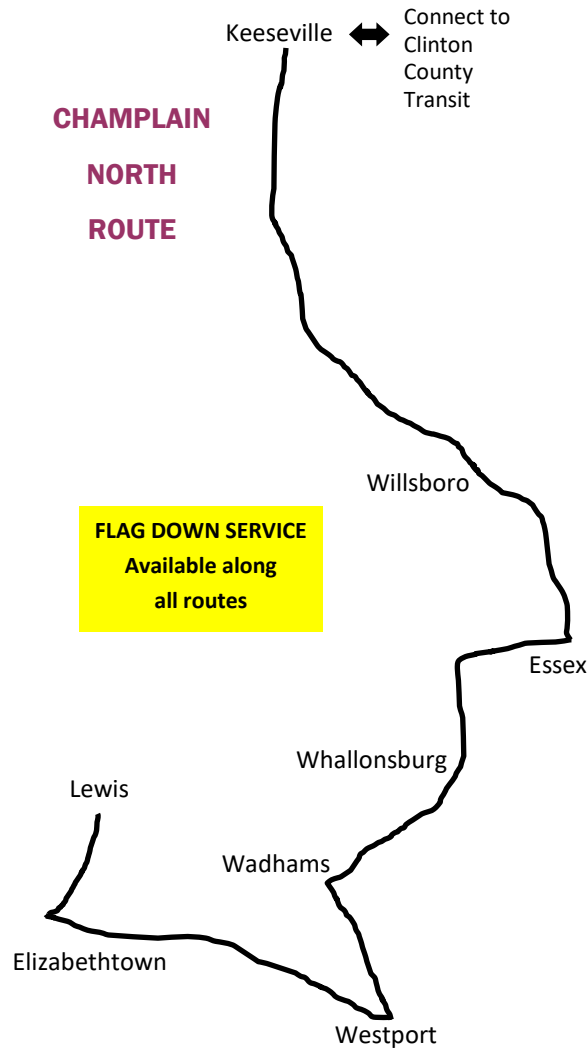 Keeseville
Connect to
Clinton
County
Transit
CHAMPLAIN
NORTH
ROUTE
Willsboro
FLAG DOWN SERVICE
Available along
all routes
Essex
Whallonsburg
Lewis
Wadhams
Elizabethtown
Westport